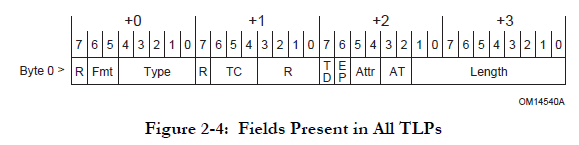 +0 +1 +2 +3
7 6 5 4 3 2 1 0 7 6 5 4 3 2 1 0 7 6 5 4 3 2 1 0 7 6 5 4 3 2 1 0
Byte 0 > R Fmt Type R TC R TD EP Attr AT Length
OM14540A
Figure 2-4: Fields Present in All TLPs